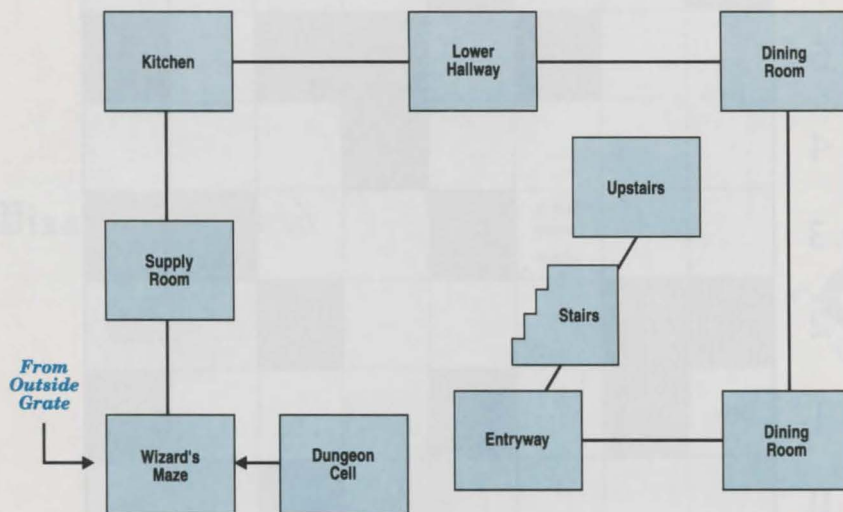 Kitchen
Lower
Hallway
Dining
Room
Upstairs
Supply
Room
Stairs
From
Outside
Grate
Wizard's
Maze
Dungeon
Cell
Entryway
Dining
Room